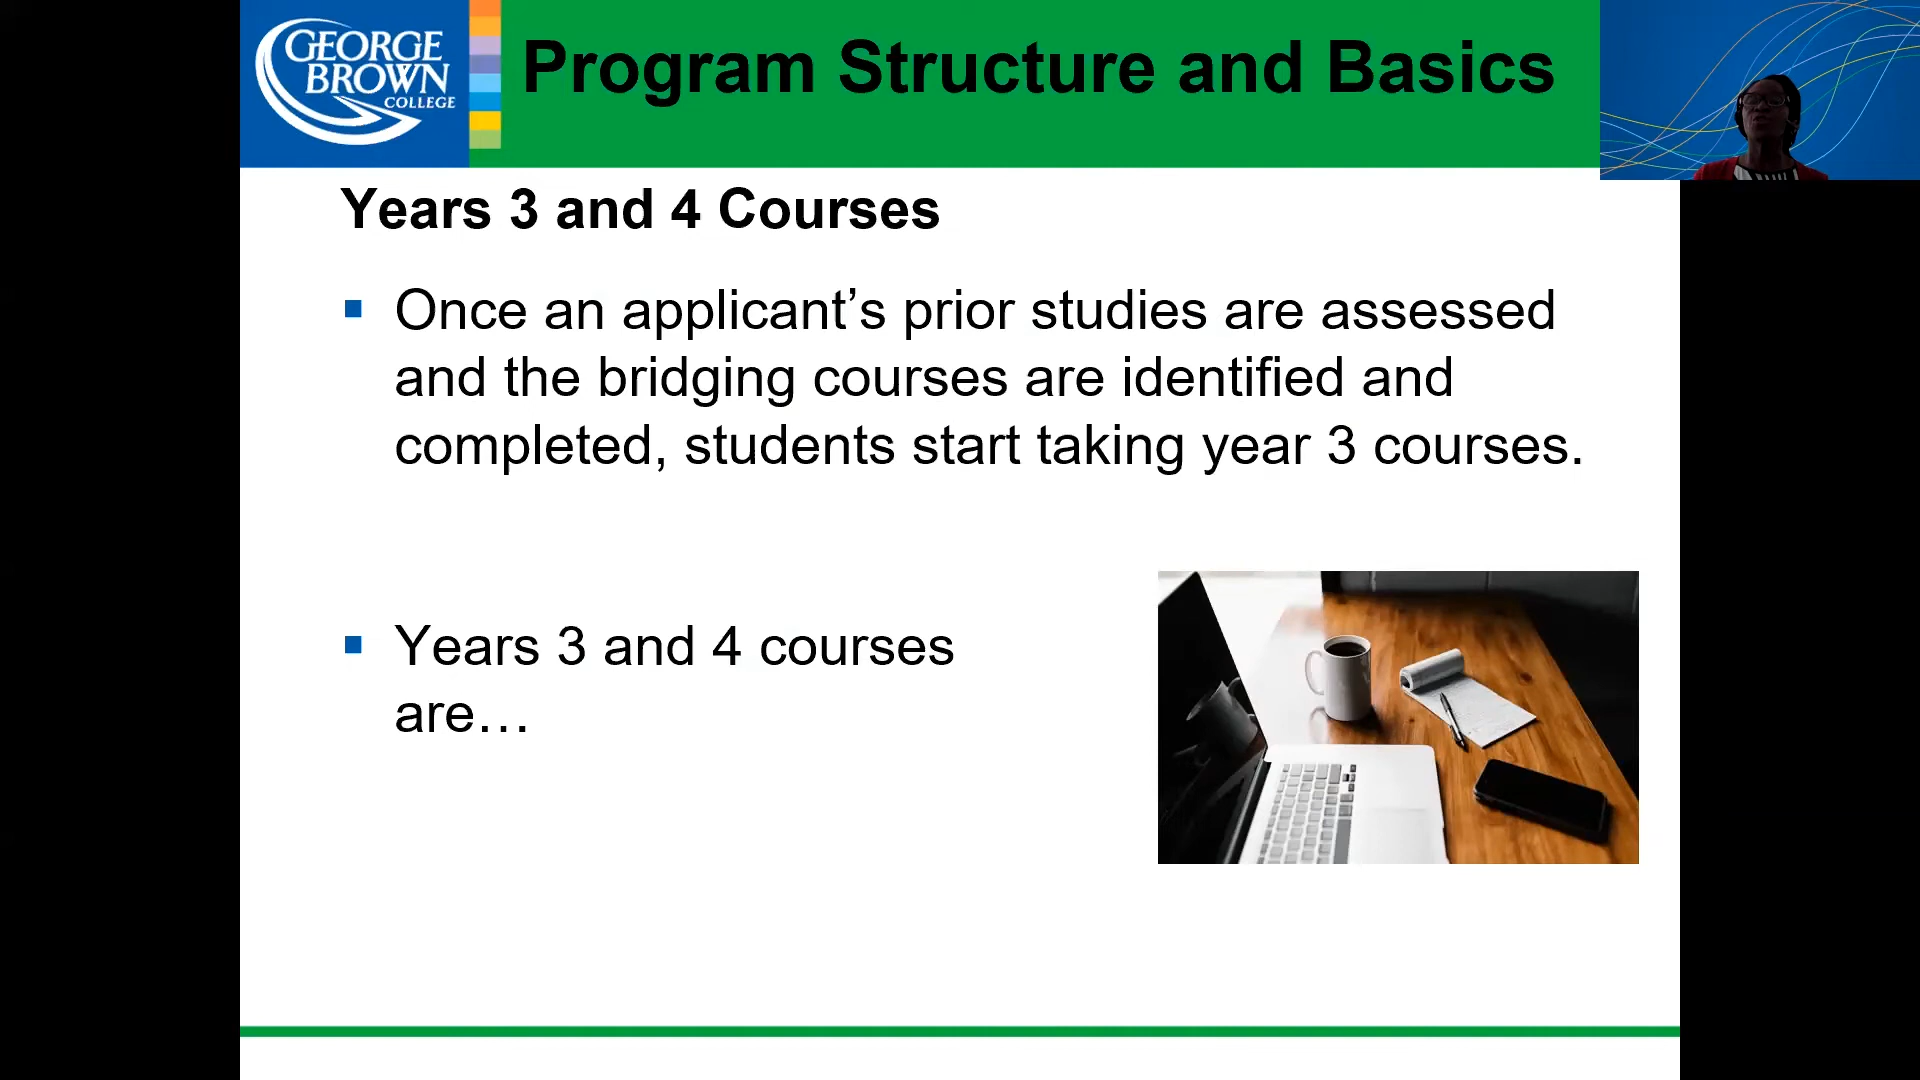 GEORGE
BROWN
COLLEGE
Program Structure and Basics
Years 3 and 4 Courses
Once an applicant’s prior studies are assessed
and the bridging courses are identified and
completed, students start taking year 3 courses.
Years 3 and 4 courses
are…